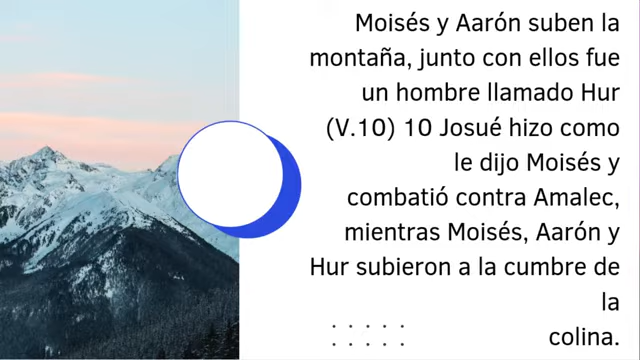 Moisés y Aarón suben la
montaña, junto con ellos fue
un hombre llamado Hur
(V.10) 10 Josué hizo como
le dijo Moisés y
combatió contra Amalec,
mientras Moisés, Aarón y
Hur subieron a la cumbre de
la
colina.